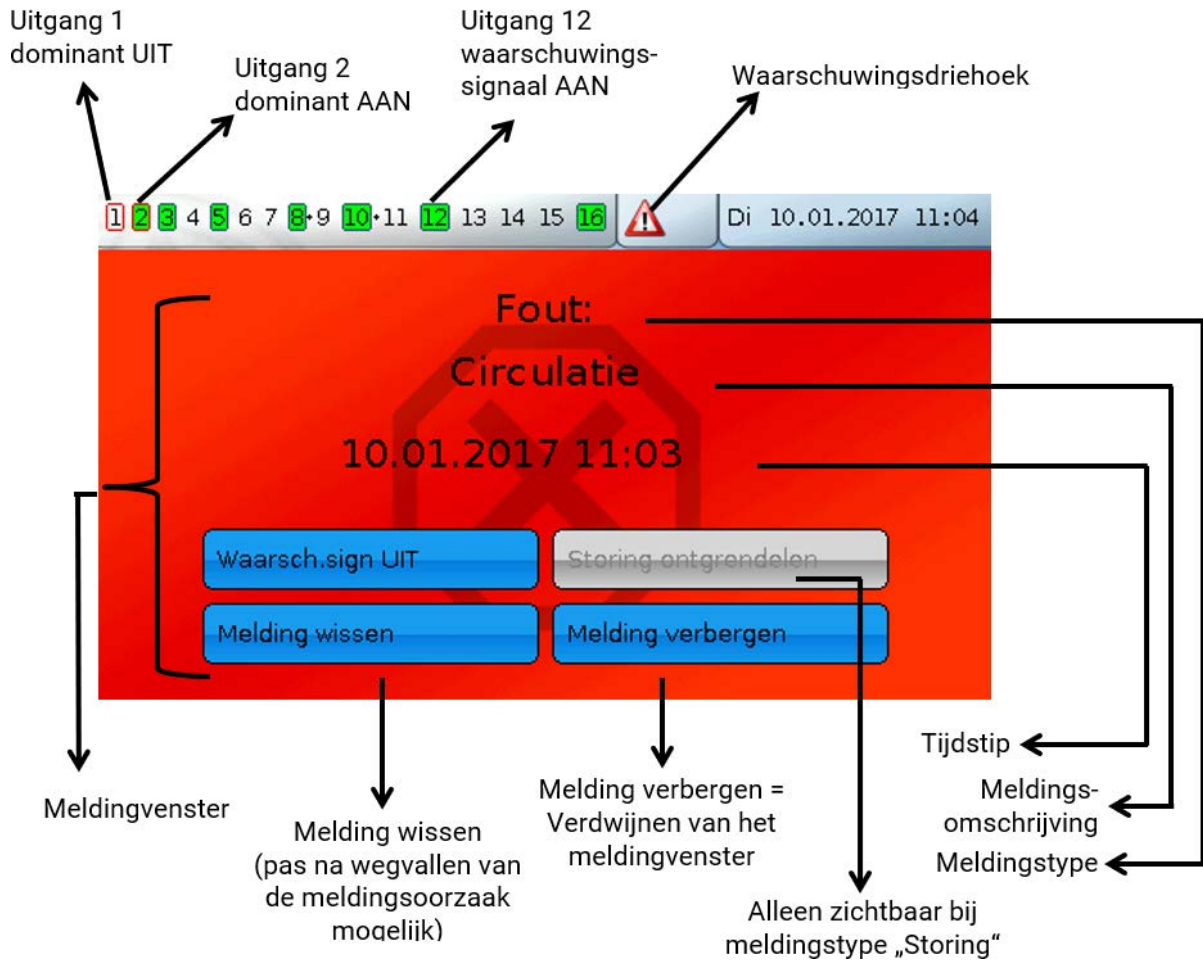 Uitgang 1
dominant UIT
Uitgang 2
dominant AAN
Uitgang 12
waarschuwings-
signaal AAN
Waarschuwingsdriehoek
1 2 3 4 5 6 7 8 9 10 11 12 13 14 15 16
Di 10.01.2017 11:04
Fout:
Circulatie
10.01.2017 11:03
Waarsch.sign UIT
Storing ontgrendelen
Melding wissen
Melding verbergen
Tijdstip
Meldings-
omschrijving
Meldingstype
Meldingvenster
Melding wissen
(pas na wegvallen van
de meldingsoorzaak
mogelijk)
Melding verbergen =
Verdwijnen van het
meldingvenster
Alleen zichtbaar bij
meldingstype „Storing“